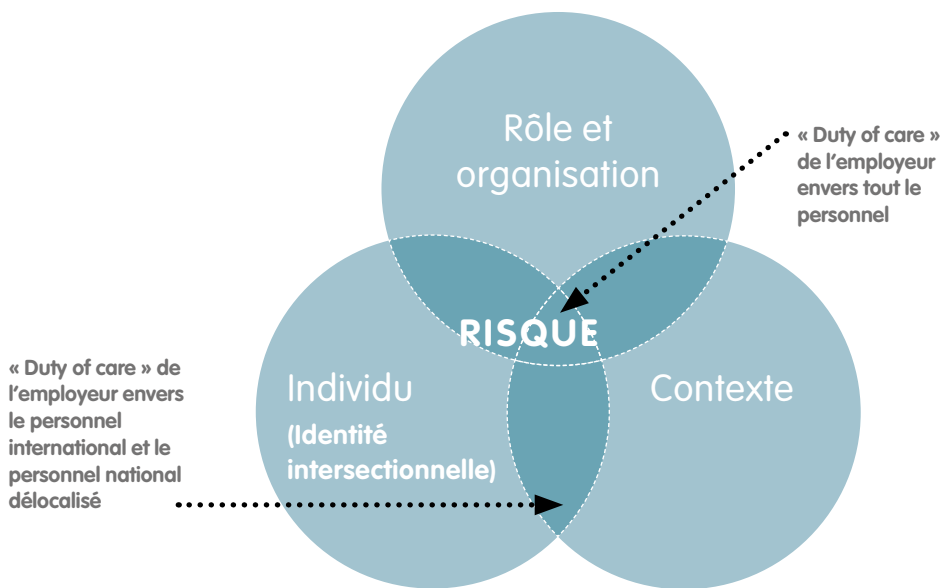 Rôle et
organisation
« Duty of care »
de l’employeur
envers tout le
personnel
RISQUE
« Duty of care » de
l’employeur envers
le personnel
international et le
personnel national
délocalisé
Individu
(Identité
intersectionnelle)
Contexte